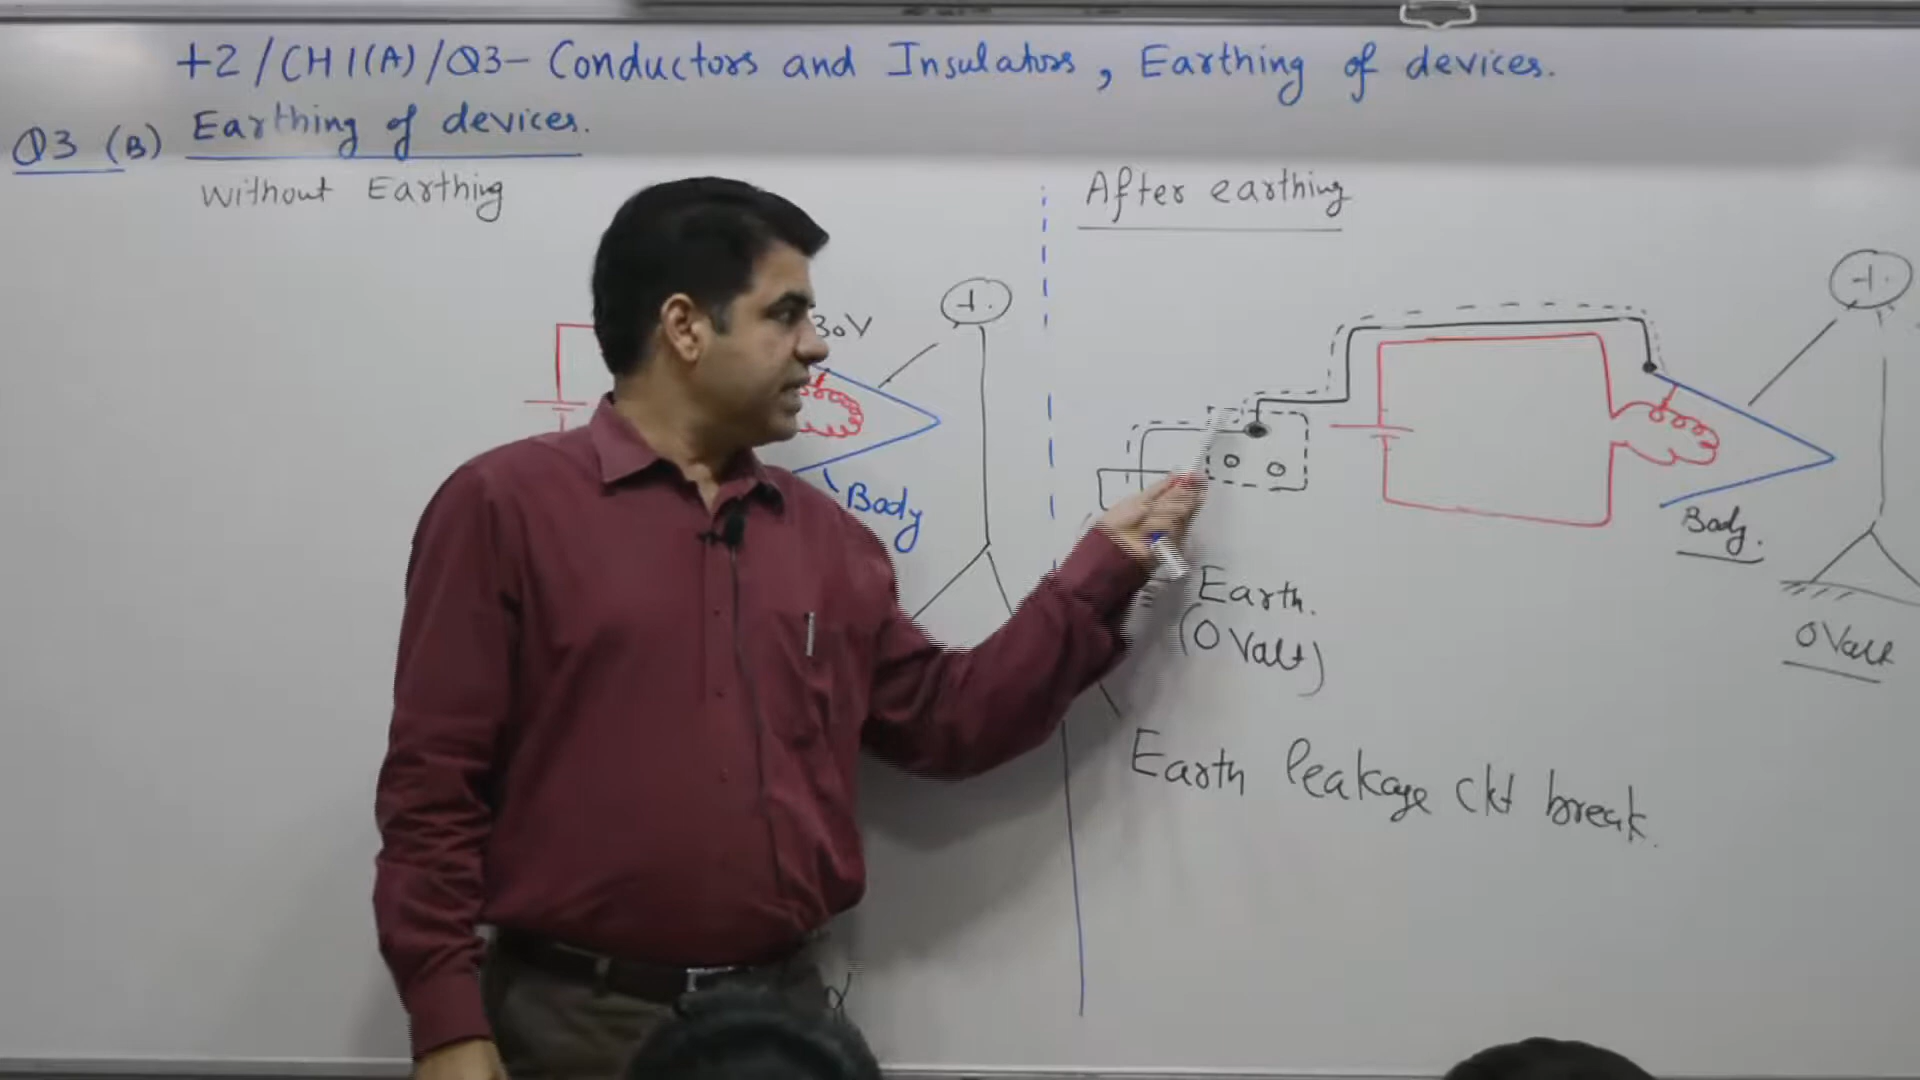 +2/CH1(A)/Q3- Conductors and Insulators, Earthing of devices.
Q3 (B) Earthing of devices.
Without Earthing
After earthing
30V
+
+
Body
Body.
Earth.
(0 Volt)
0 Volt
Earth leakage ckt break.